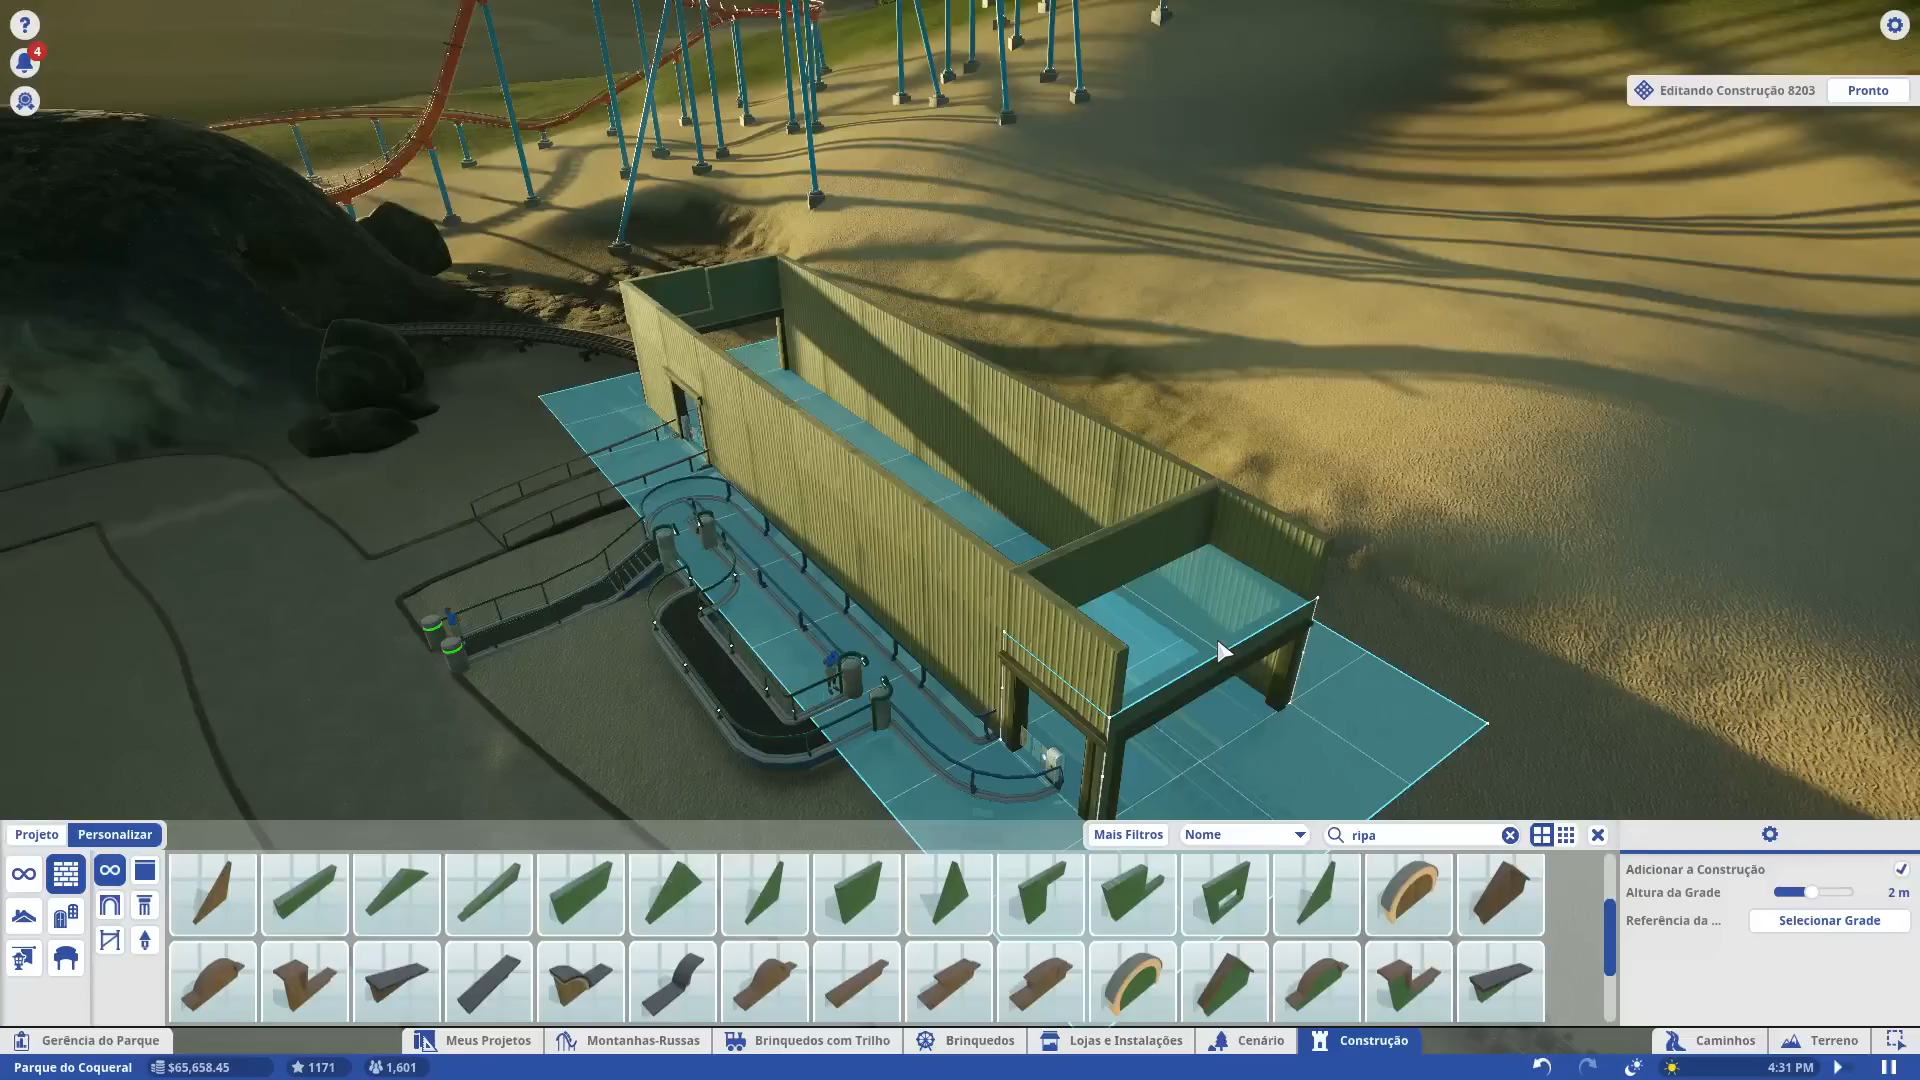 ?
4
Editando Construção 8203
Pronto
Projeto
Personalizar
Mais Filtros
Nome
ripa
Adicionar a Construção
Altura da Grade
2 m
Referência da ...
Selecionar Grade
Gerência do Parque
Meus Projetos
Montanhas-Russas
Brinquedos com Trilho
Brinquedos
Lojas e Instalações
Cenário
Construção
Caminhos
Terreno
Parque do Coqueral
$65,658.45
1171
1,601
4:31 PM